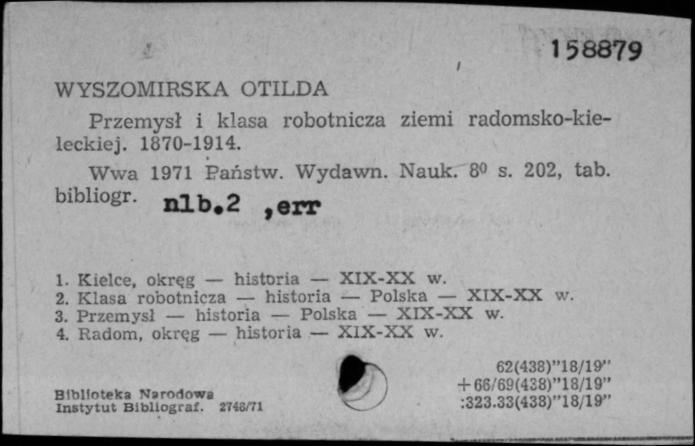 158879
WYSZOMIRSKA OTILDA
Przemysł i klasa robotnicza ziemi radomsko-kie-
leckiej. 1870-1914.
Wwa 1971 Państw. Wydawn. Nauk. 8⁰ s. 202, tab.
bibliogr. nlb.2 ,err
1. Kielce, okręg — historia — XIX-XX w.
2. Klasa robotnicza — historia — Polska — XIX-XX w.
3. Przemysł — historia — Polska — XIX-XX w.
4. Radom, okręg — historia — XIX-XX w.
62(438)"18/19"
Biblioteka Narodowa +66/69(438)"18/19"
Instytut Bibliograf. 2746/71 :323.33(438)"18/19"